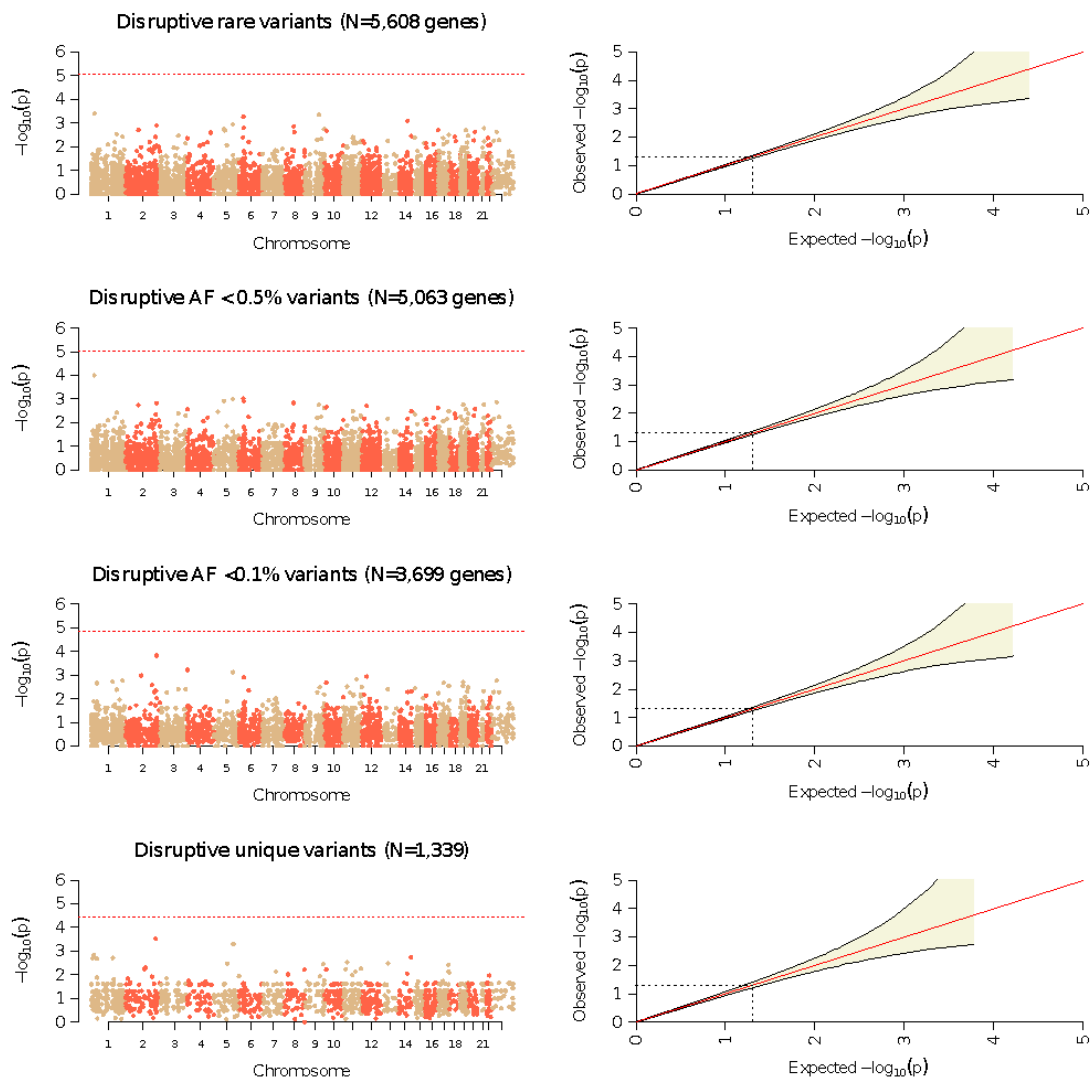 Disruptive rare variants (N=5,608 genes)
6
5
4
3
2
1
0
−log10(p)
1 2 3 4 5 6 7 8 9 10 12 14 16 18 21
Chromosome
5
4
3
2
1
0
Observed −log10(p)
0 1 2 3 4 5
Expected −log10(p)
Disruptive AF <0.5% variants (N=5,063 genes)
6
5
4
3
2
1
0
−log10(p)
1 2 3 4 5 6 7 8 9 10 12 14 16 18 21
Chromosome
5
4
3
2
1
0
Observed −log10(p)
0 1 2 3 4 5
Expected −log10(p)
Disruptive AF <0.1% variants (N=3,699 genes)
6
5
4
3
2
1
0
−log10(p)
1 2 3 4 5 6 7 8 9 10 12 14 16 18 21
Chromosome
5
4
3
2
1
0
Observed −log10(p)
0 1 2 3 4 5
Expected −log10(p)
Disruptive unique variants (N=1,339)
6
5
4
3
2
1
0
−log10(p)
1 2 3 4 5 6 7 8 9 10 12 14 16 18 21
Chromosome
5
4
3
2
1
0
Observed −log10(p)
0 1 2 3 4 5
Expected −log10(p)